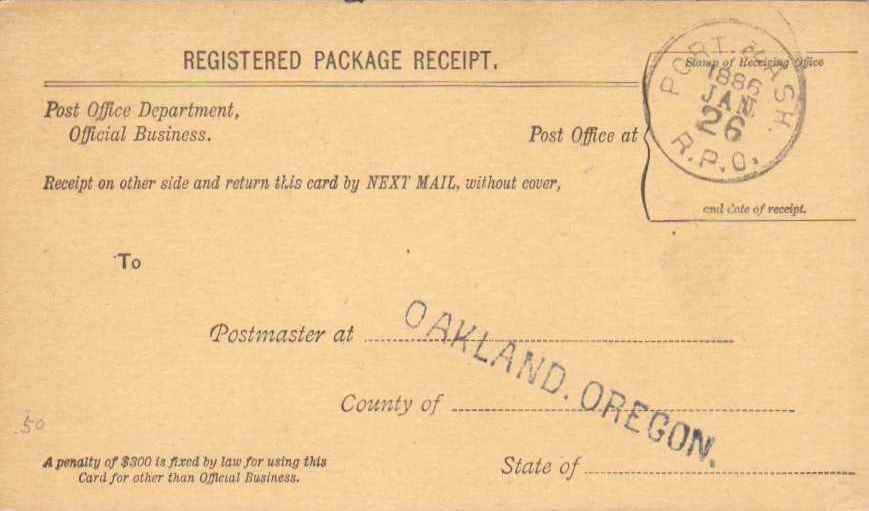 REGISTERED PACKAGE RECEIPT.
Stamp of Receiving Office
PORT. & ASH.
1886
JAN
26
R.P.O.
Post Office Department,
Official Business.
Post Office at
Receipt on other side and return this card by NEXT MAIL, without cover,
and date of receipt.
To
Postmaster at
OAKLAND. OREGON.
County of
.50
A penalty of $300 is fixed by law for using this
Card for other than Official Business.
State of